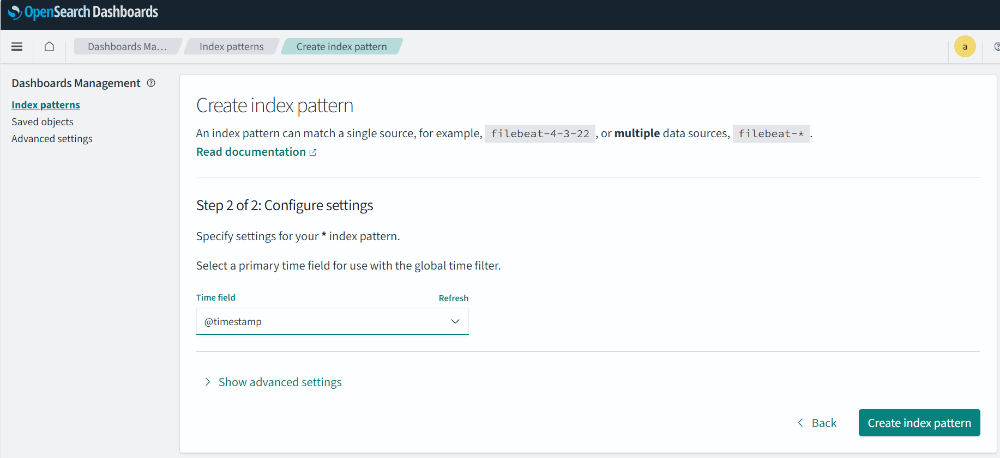 OpenSearch Dashboards
Dashboards Ma...
Index patterns
Create index pattern
a
Dashboards Management
Index patterns
Saved objects
Advanced settings
Create index pattern
An index pattern can match a single source, for example, filebeat-4-3-22 , or multiple data sources, filebeat-* .
Read documentation
Step 2 of 2: Configure settings
Specify settings for your * index pattern.
Select a primary time field for use with the global time filter.
Time field
Refresh
@timestamp
Show advanced settings
Back
Create index pattern